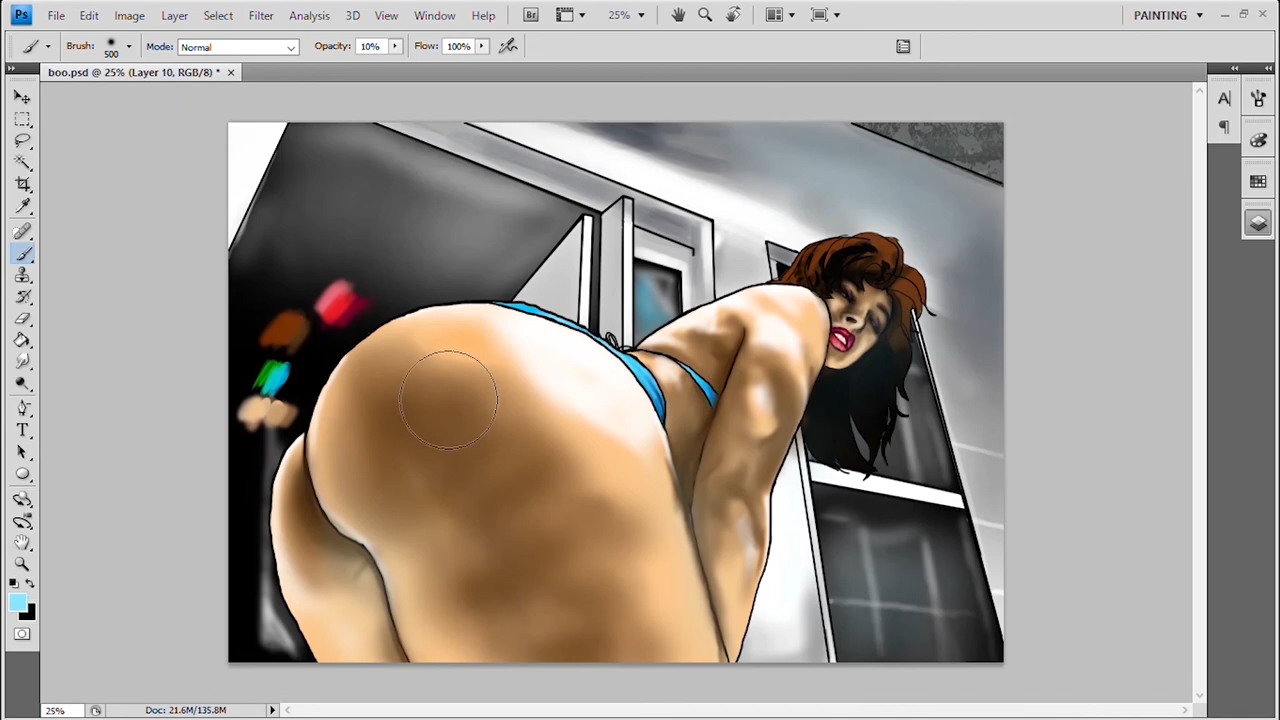 Ps File Edit Image Layer Select Filter Analysis 3D View Window Help Br 25% PAINTING
Brush: 500 Mode: Normal Opacity: 10% Flow: 100%
boo.psd @ 25% (Layer 10, RGB/8) *
A
T
25% Doc: 21.6M/135.8M